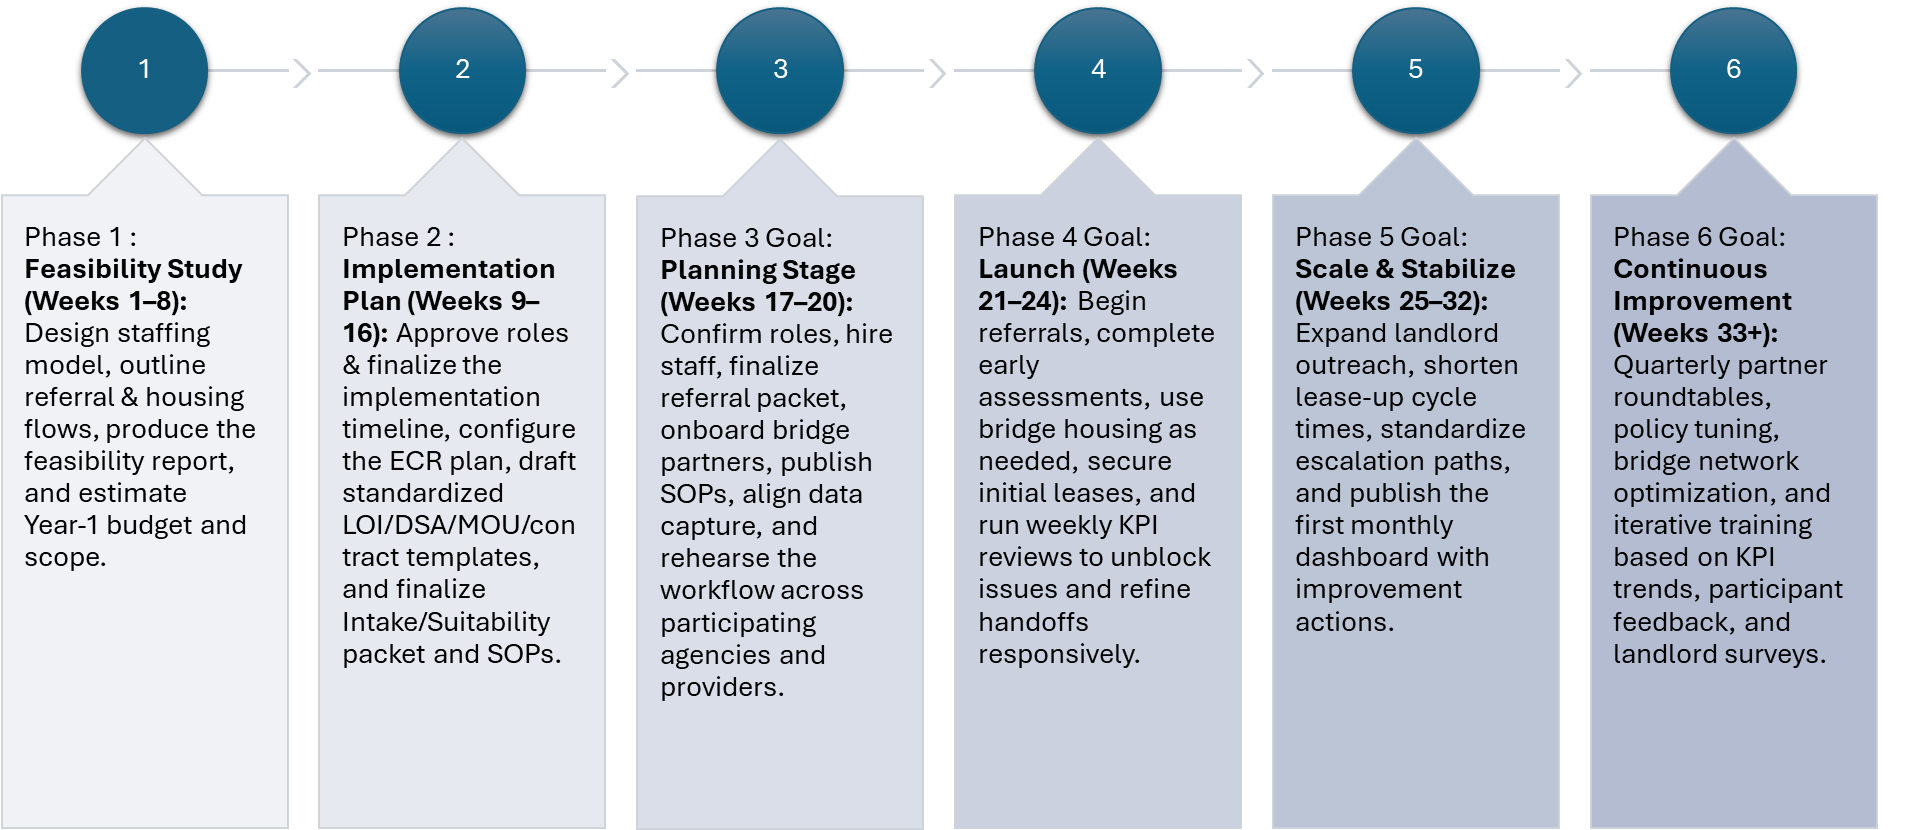 1
2
3
4
5
6
Phase 1 :
Feasibility Study
(Weeks 1–8):
Design staffing
model, outline
referral & housing
flows, produce the
feasibility report,
and estimate
Year-1 budget and
scope.
Phase 2 :
Implementation
Plan (Weeks 9–
16): Approve roles
& finalize the
implementation
timeline, configure
the ECR plan, draft
standardized
LOI/DSA/MOU/con
tract templates,
and finalize
Intake/Suitability
packet and SOPs.
Phase 3 Goal:
Planning Stage
(Weeks 17–20):
Confirm roles, hire
staff, finalize
referral packet,
onboard bridge
partners, publish
SOPs, align data
capture, and
rehearse the
workflow across
participating
agencies and
providers.
Phase 4 Goal:
Launch (Weeks
21–24): Begin
referrals, complete
early
assessments, use
bridge housing as
needed, secure
initial leases, and
run weekly KPI
reviews to unblock
issues and refine
handoffs
responsively.
Phase 5 Goal:
Scale & Stabilize
(Weeks 25–32):
Expand landlord
outreach, shorten
lease-up cycle
times, standardize
escalation paths,
and publish the
first monthly
dashboard with
improvement
actions.
Phase 6 Goal:
Continuous
Improvement
(Weeks 33+):
Quarterly partner
roundtables,
policy tuning,
bridge network
optimization, and
iterative training
based on KPI
trends, participant
feedback, and
landlord surveys.